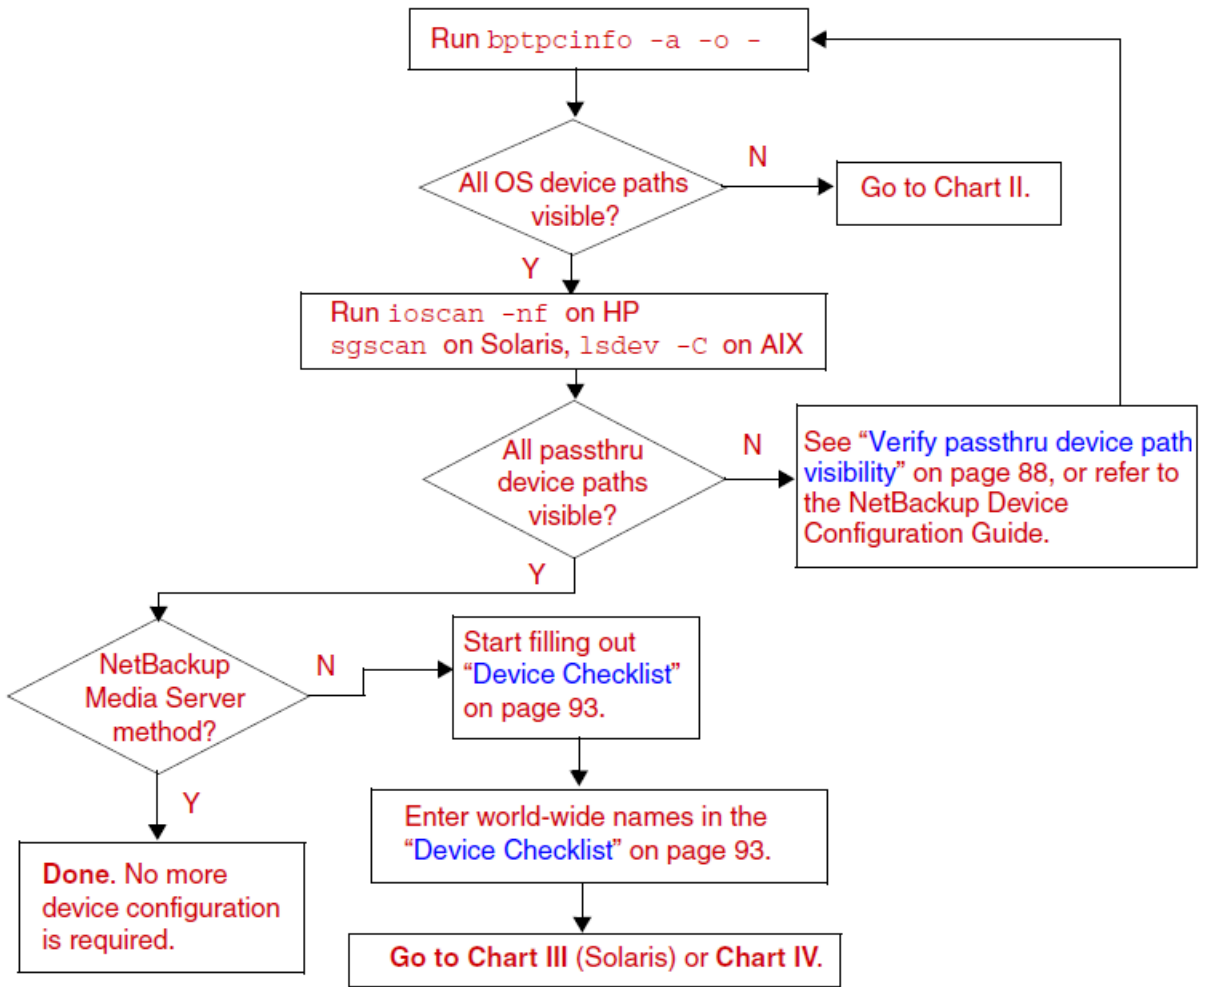 Run bptpcinfo -a -o -
All OS device paths
visible?
N
Go to Chart II.
Y
Run ioscan -nf on HP
sgscan on Solaris, lsdev -C on AIX
All passthru
device paths
visible?
N
See “Verify passthru device path
visibility” on page 88, or refer to
the NetBackup Device
Configuration Guide.
Y
NetBackup
Media Server
method?
N
Start filling out
“Device Checklist”
on page 93.
Y
Enter world-wide names in the
“Device Checklist” on page 93.
Done. No more
device configuration
is required.
Go to Chart III (Solaris) or Chart IV.